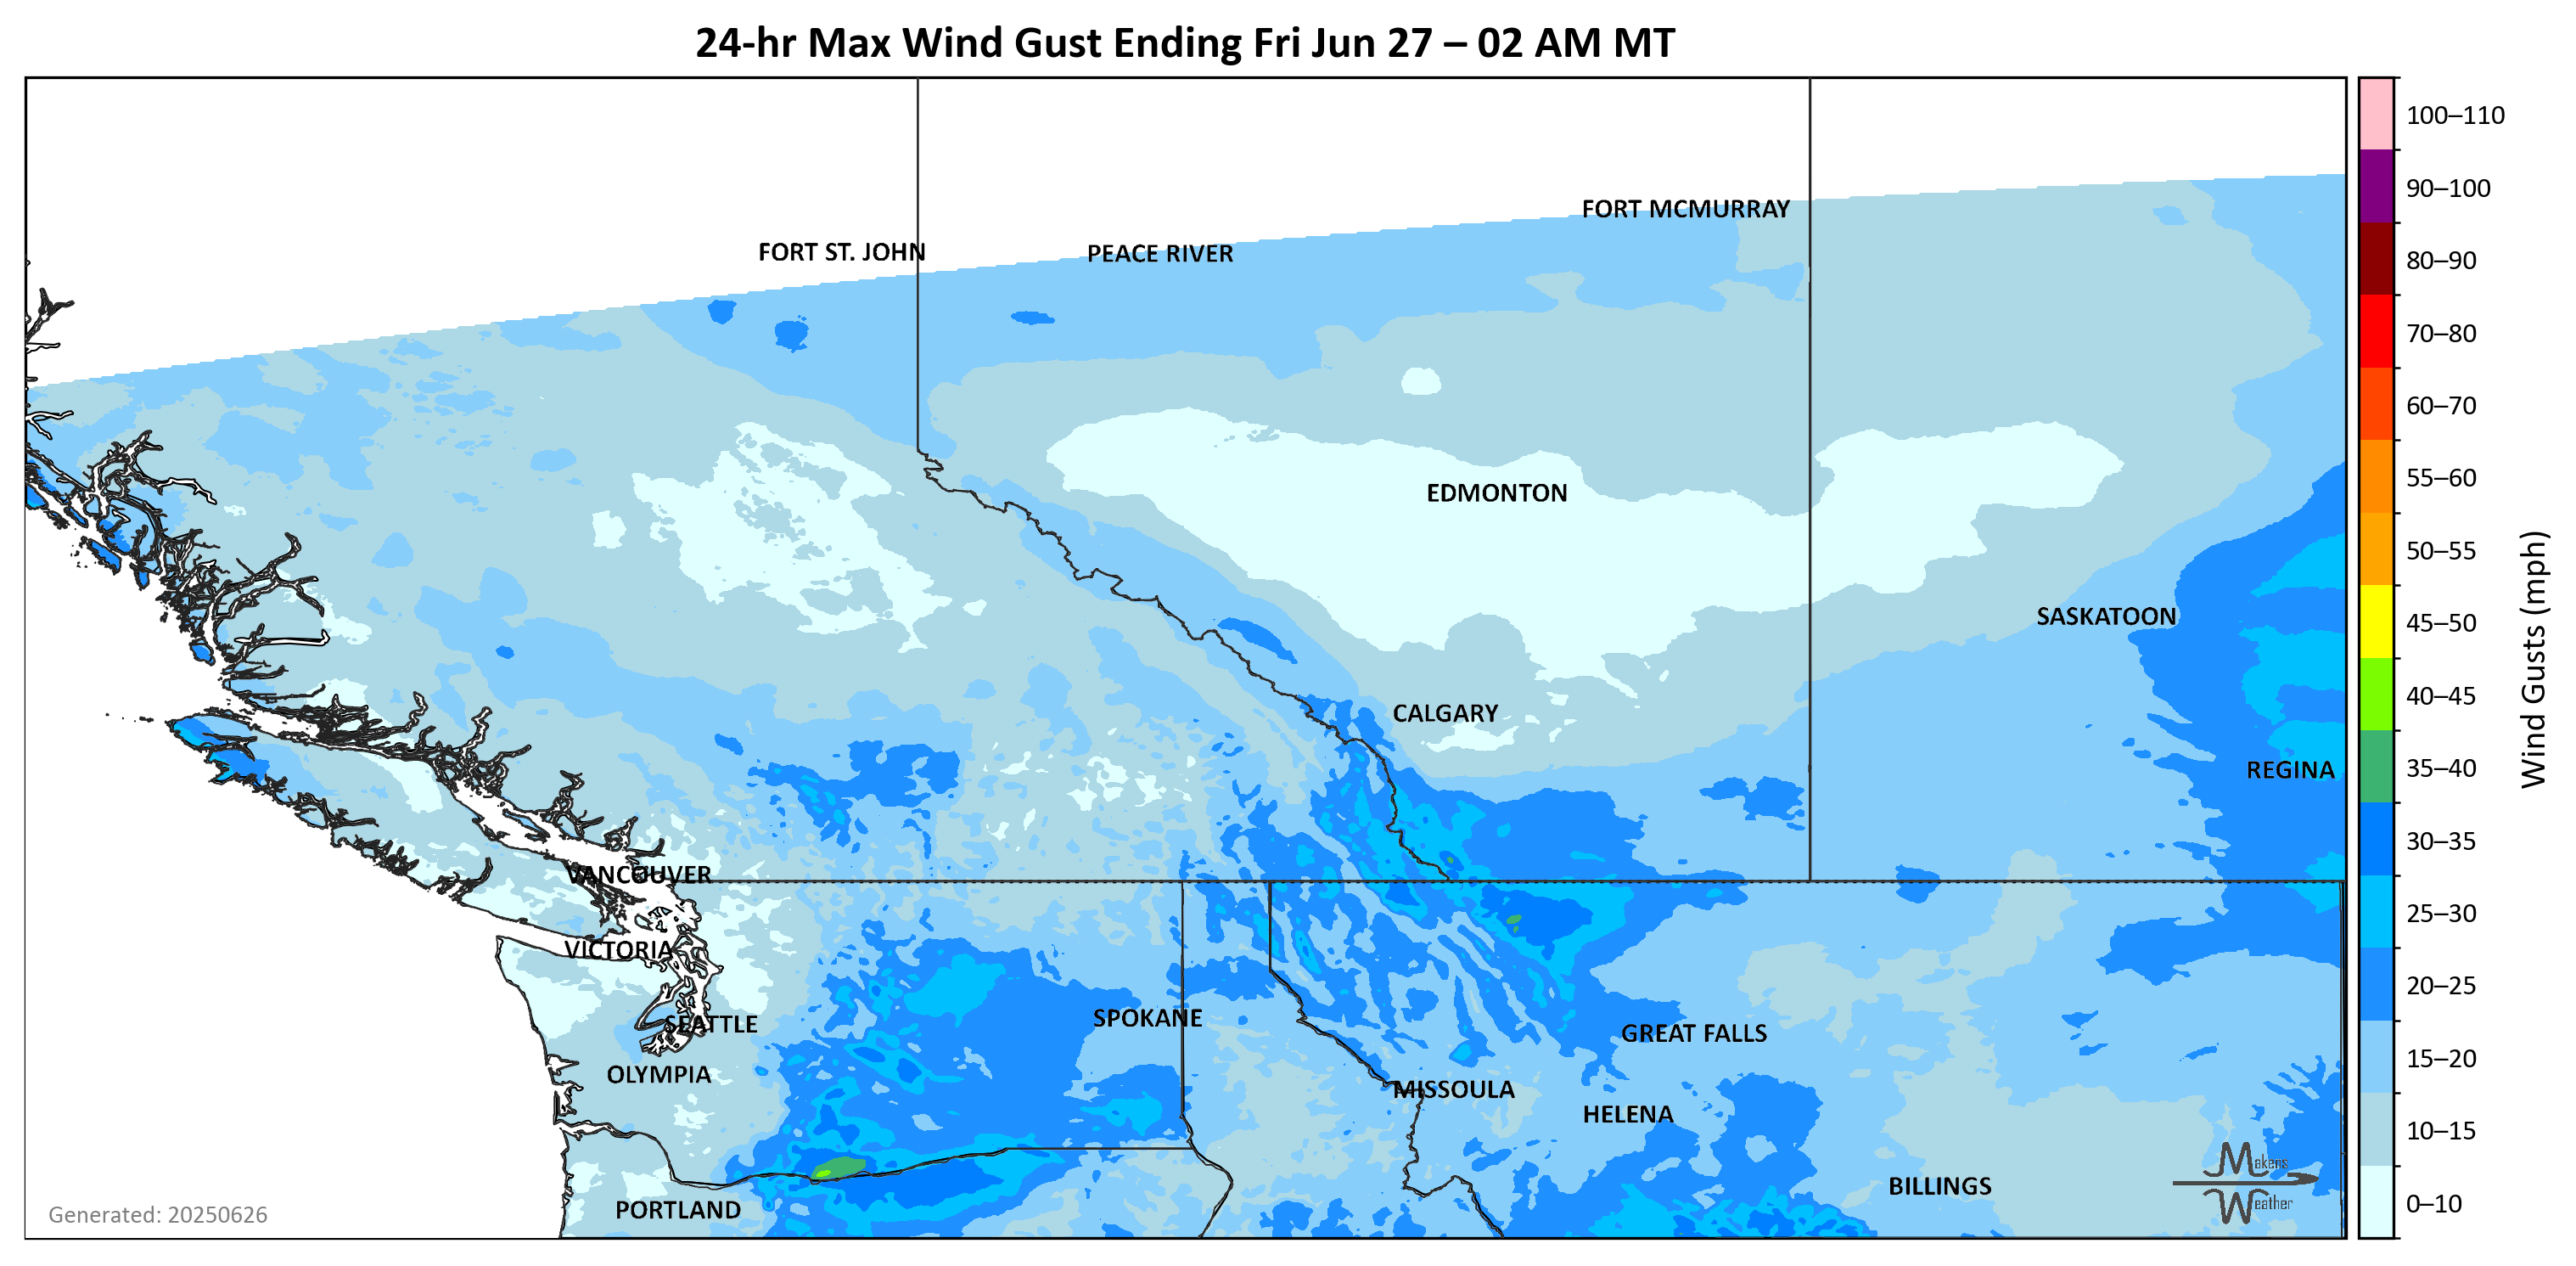 24-hr Max Wind Gust Ending Fri Jun 27 – 02 AM MT
100–110
90–100
80–90
70–80
60–70
55–60
50–55
45–50
40–45
35–40
30–35
25–30
20–25
15–20
10–15
0–10
Wind Gusts (mph)
FORT MCMURRAY
FORT ST. JOHN
PEACE RIVER
EDMONTON
SASKATOON
CALGARY
REGINA
VANCOUVER
VICTORIA
SEATTLE
SPOKANE
GREAT FALLS
OLYMPIA
MISSOULA
HELENA
BILLINGS
PORTLAND
Makens
Weather
Generated: 20250626